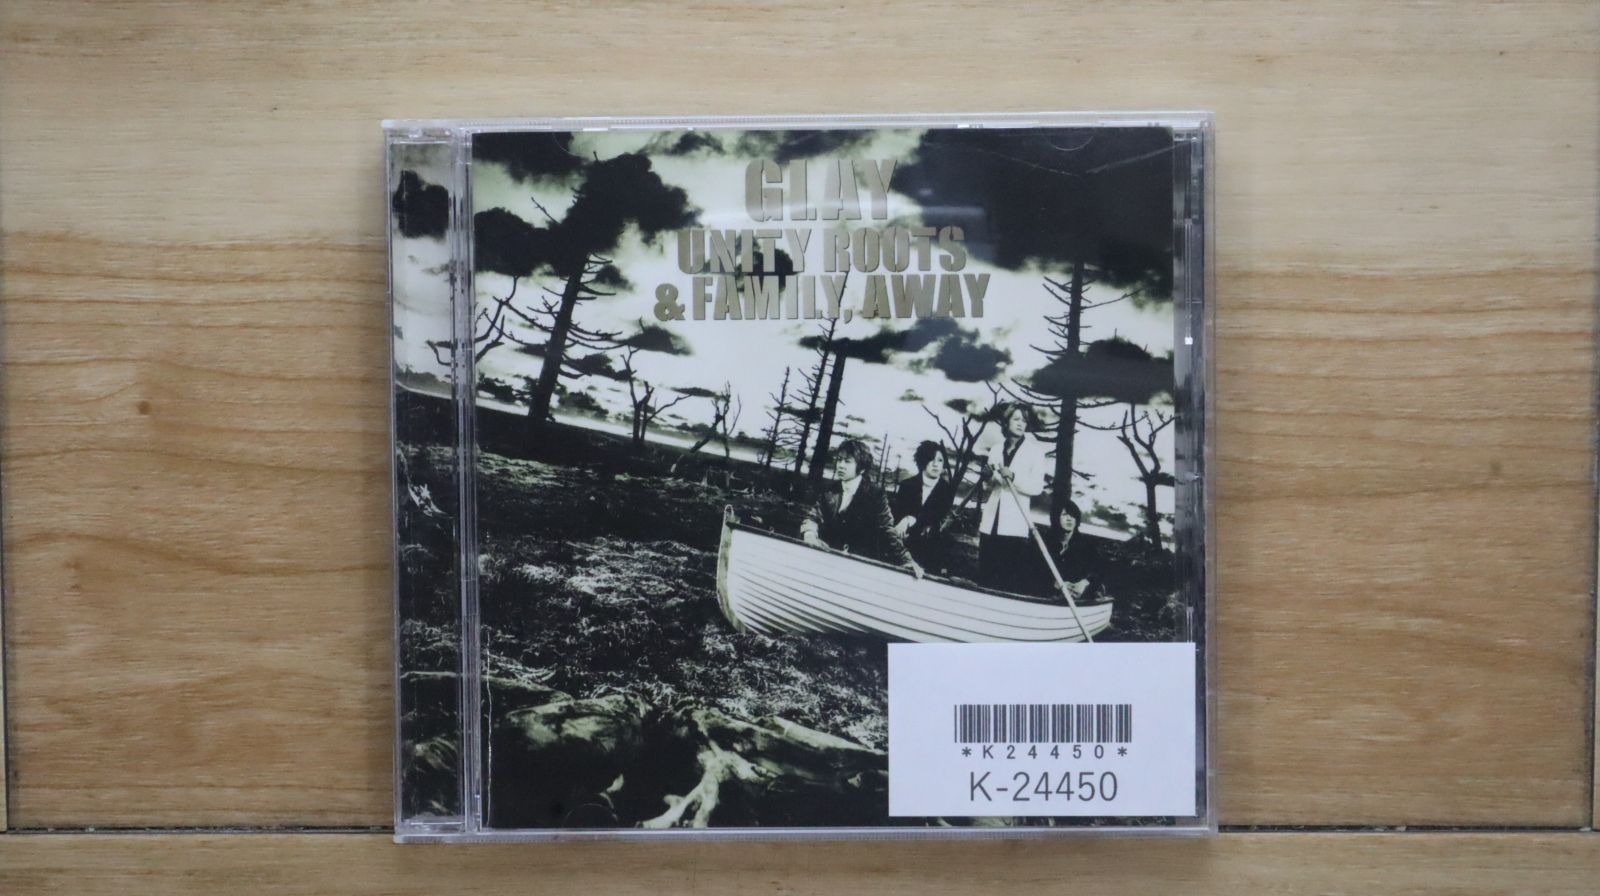 GLAY
UNITY ROOTS
& FAMILY, AWAY
*K24450*
K-24450